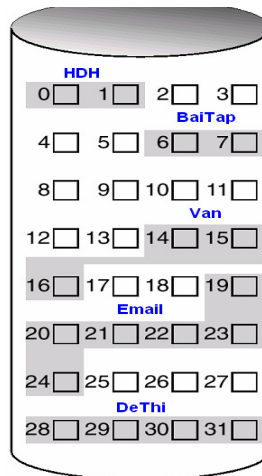 HDH
0 1 2 3
BaiTap
4 5 6 7
8 9 10 11
Van
12 13 14 15
16 17 18 19
Email
20 21 22 23
24 25 26 27
DeThi
28 29 30 31